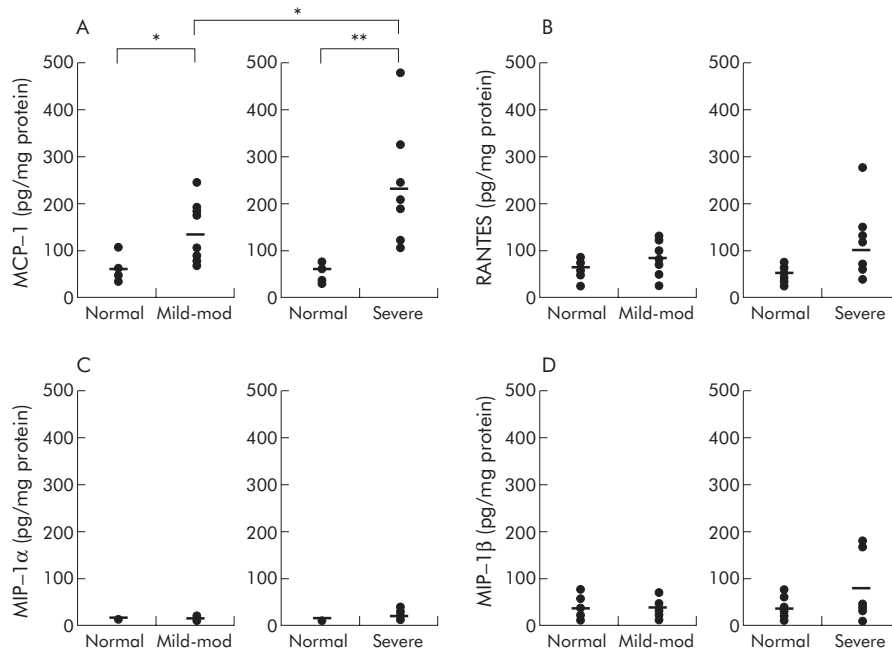 A
*
*
**
MCP–1 (pg/mg protein)
500
400
300
200
100
0
Normal
Mild-mod
500
400
300
200
100
0
Normal
Severe
B
RANTES (pg/mg protein)
500
400
300
200
100
0
Normal
Mild-mod
500
400
300
200
100
0
Normal
Severe
C
MIP–1α (pg/mg protein)
500
400
300
200
100
0
Normal
Mild-mod
500
400
300
200
100
0
Normal
Severe
D
MIP–1β (pg/mg protein)
500
400
300
200
100
0
Normal
Mild-mod
500
400
300
200
100
0
Normal
Severe